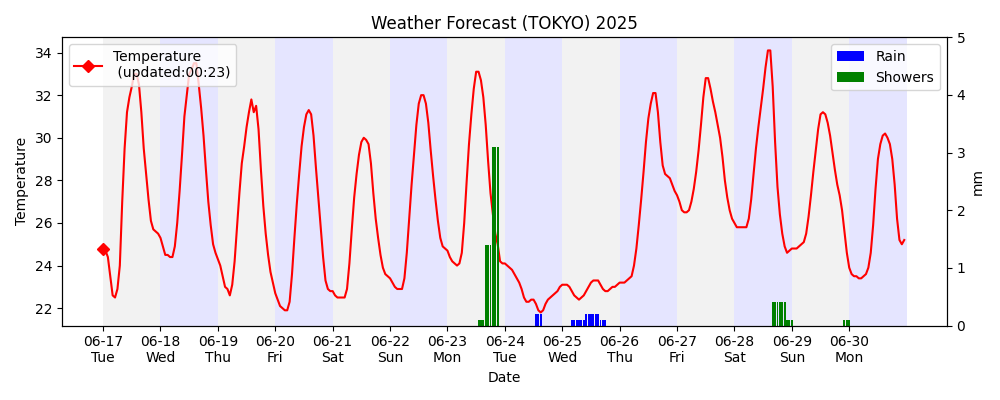 Weather Forecast (TOKYO) 2025
Temperature
(updated:00:23)
Rain
Showers
34
32
30
28
26
24
22
Temperature
5
4
3
2
1
0
mm
06-17 06-18 06-19 06-20 06-21 06-22 06-23 06-24 06-25 06-26 06-27 06-28 06-29 06-30
Tue Wed Thu Fri Sat Sun Mon Tue Wed Thu Fri Sat Sun Mon
Date